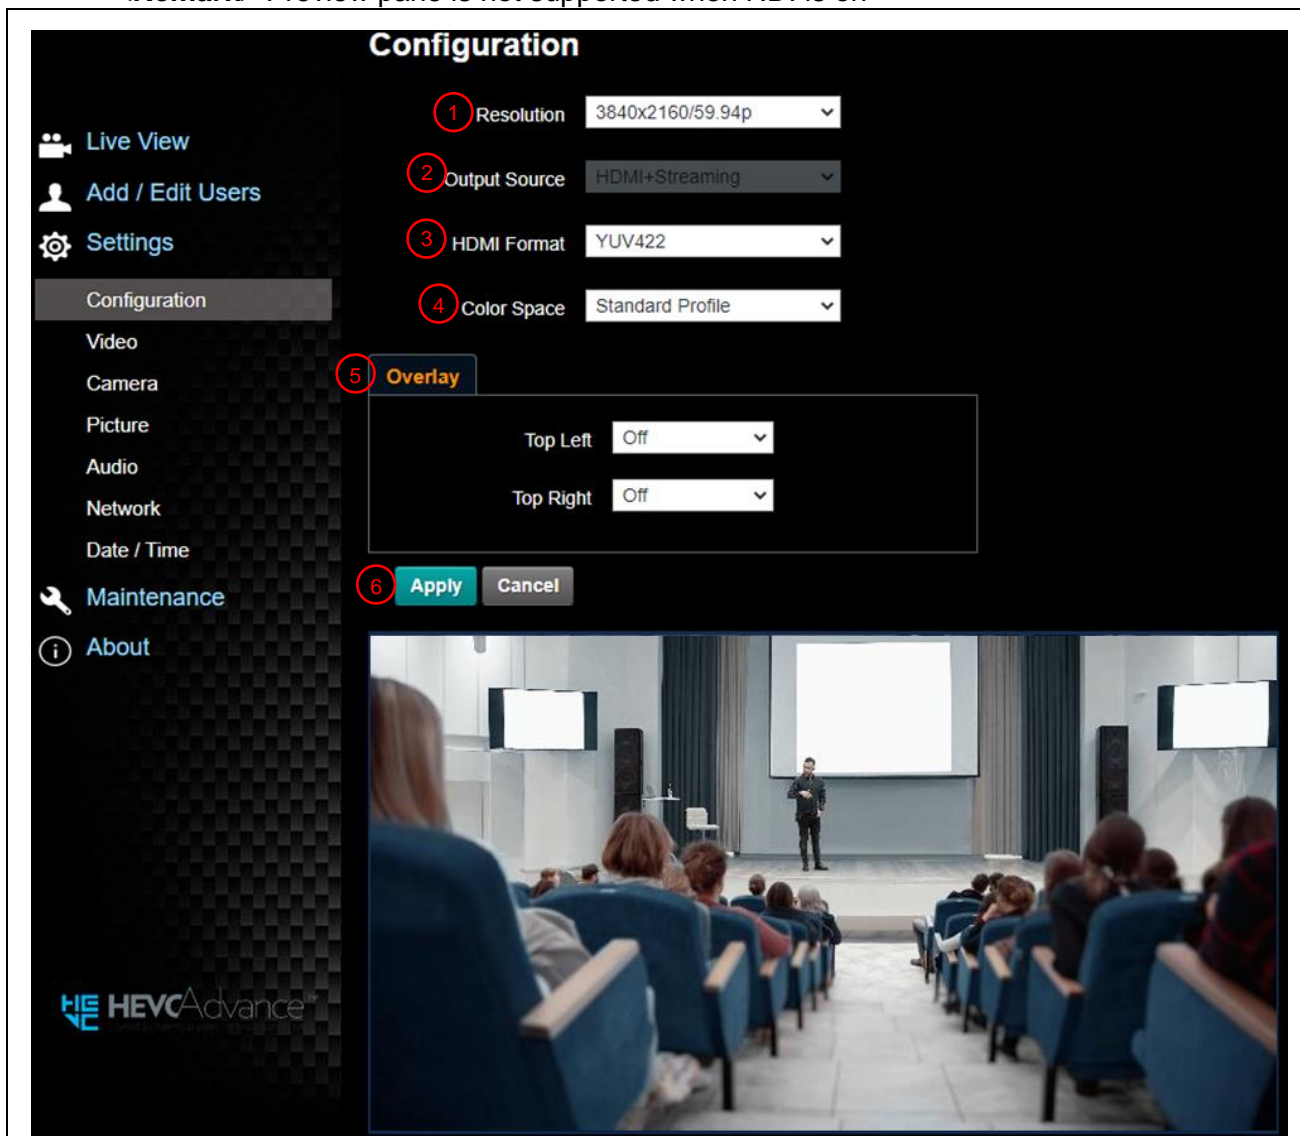 Configuration
1 Resolution 3840x2160/59.94p
Live View
2 Output Source HDMI+Streaming
Add / Edit Users
3 HDMI Format YUV422
Settings
4 Color Space Standard Profile
Configuration
Video
5 Overlay
Camera
Picture
Top Left Off
Audio
Top Right Off
Network
Date / Time
6 Apply Cancel
Maintenance
About
HEVC HEVCAdvance™